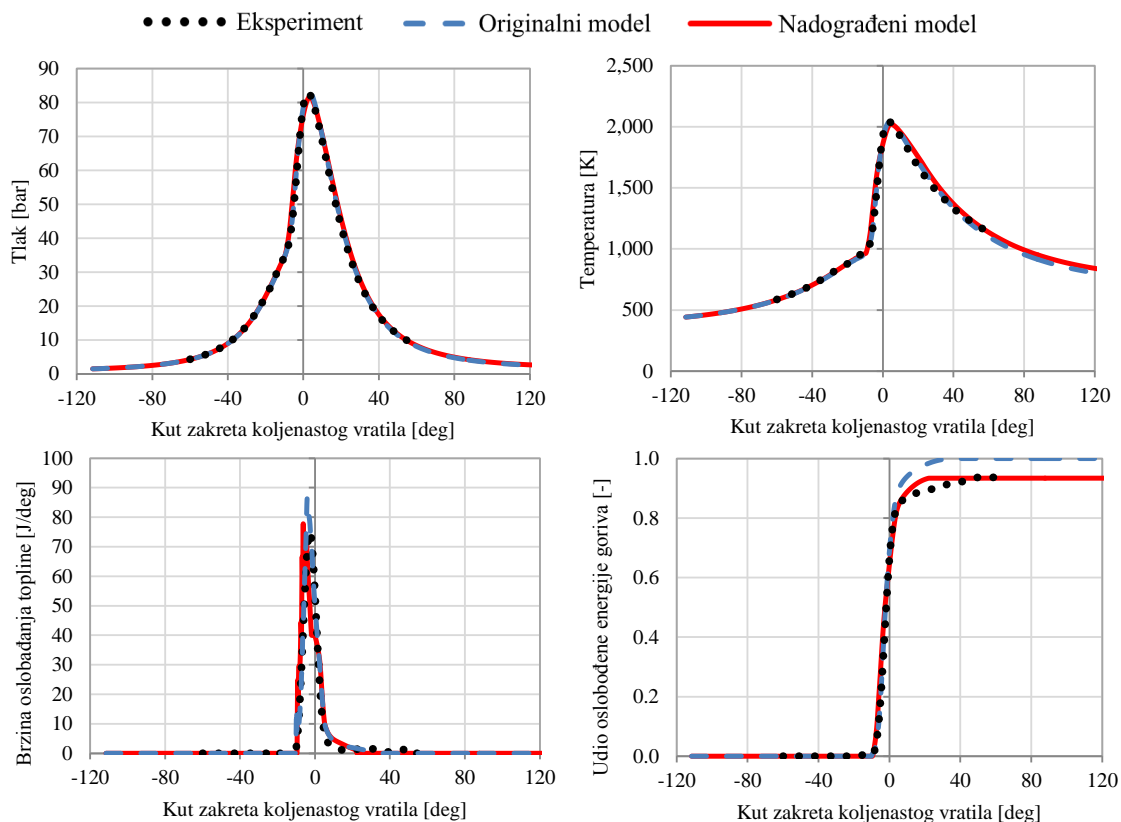 Eksperiment Originalni model Nadograđeni model
90
80
70
60
50
40
30
20
10
0
Tlak [bar]
-120 -80 -40 0 40 80 120
Kut zakreta koljenastog vratila [deg]
2,500
2,000
1,500
1,000
500
0
Temperatura [K]
-120 -80 -40 0 40 80 120
Kut zakreta koljenastog vratila [deg]
100
90
80
70
60
50
40
30
20
10
0
Brzina oslobađanja topline [J/deg]
-120 -80 -40 0 40 80 120
Kut zakreta koljenastog vratila [deg]
1.0
0.8
0.6
0.4
0.2
0.0
Udio oslobođene energije goriva [-]
-120 -80 -40 0 40 80 120
Kut zakreta koljenastog vratila [deg]